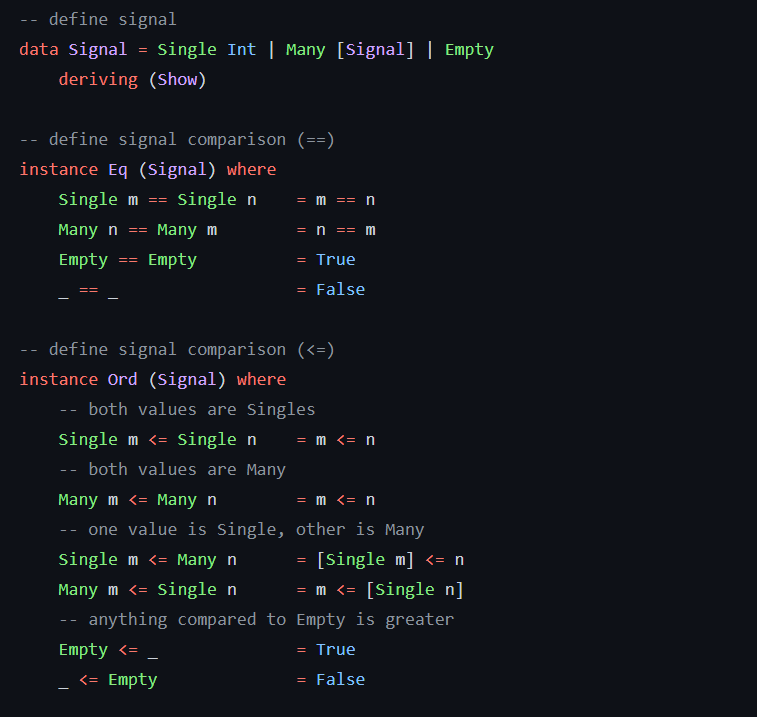 -- define signal
data Signal = Single Int | Many [Signal] | Empty
    deriving (Show)

-- define signal comparison (==)
instance Eq (Signal) where
    Single m == Single n    = m == n
    Many n == Many m        = n == m
    Empty == Empty          = True
    _ == _                  = False

-- define signal comparison (<=)
instance Ord (Signal) where
    -- both values are Singles
    Single m <= Single n    = m <= n
    -- both values are Many
    Many m <= Many n        = m <= n
    -- one value is Single, other is Many
    Single m <= Many n      = [Single m] <= n
    Many m <= Single n      = m <= [Single n]
    -- anything compared to Empty is greater
    Empty <= _              = True
    _ <= Empty              = False